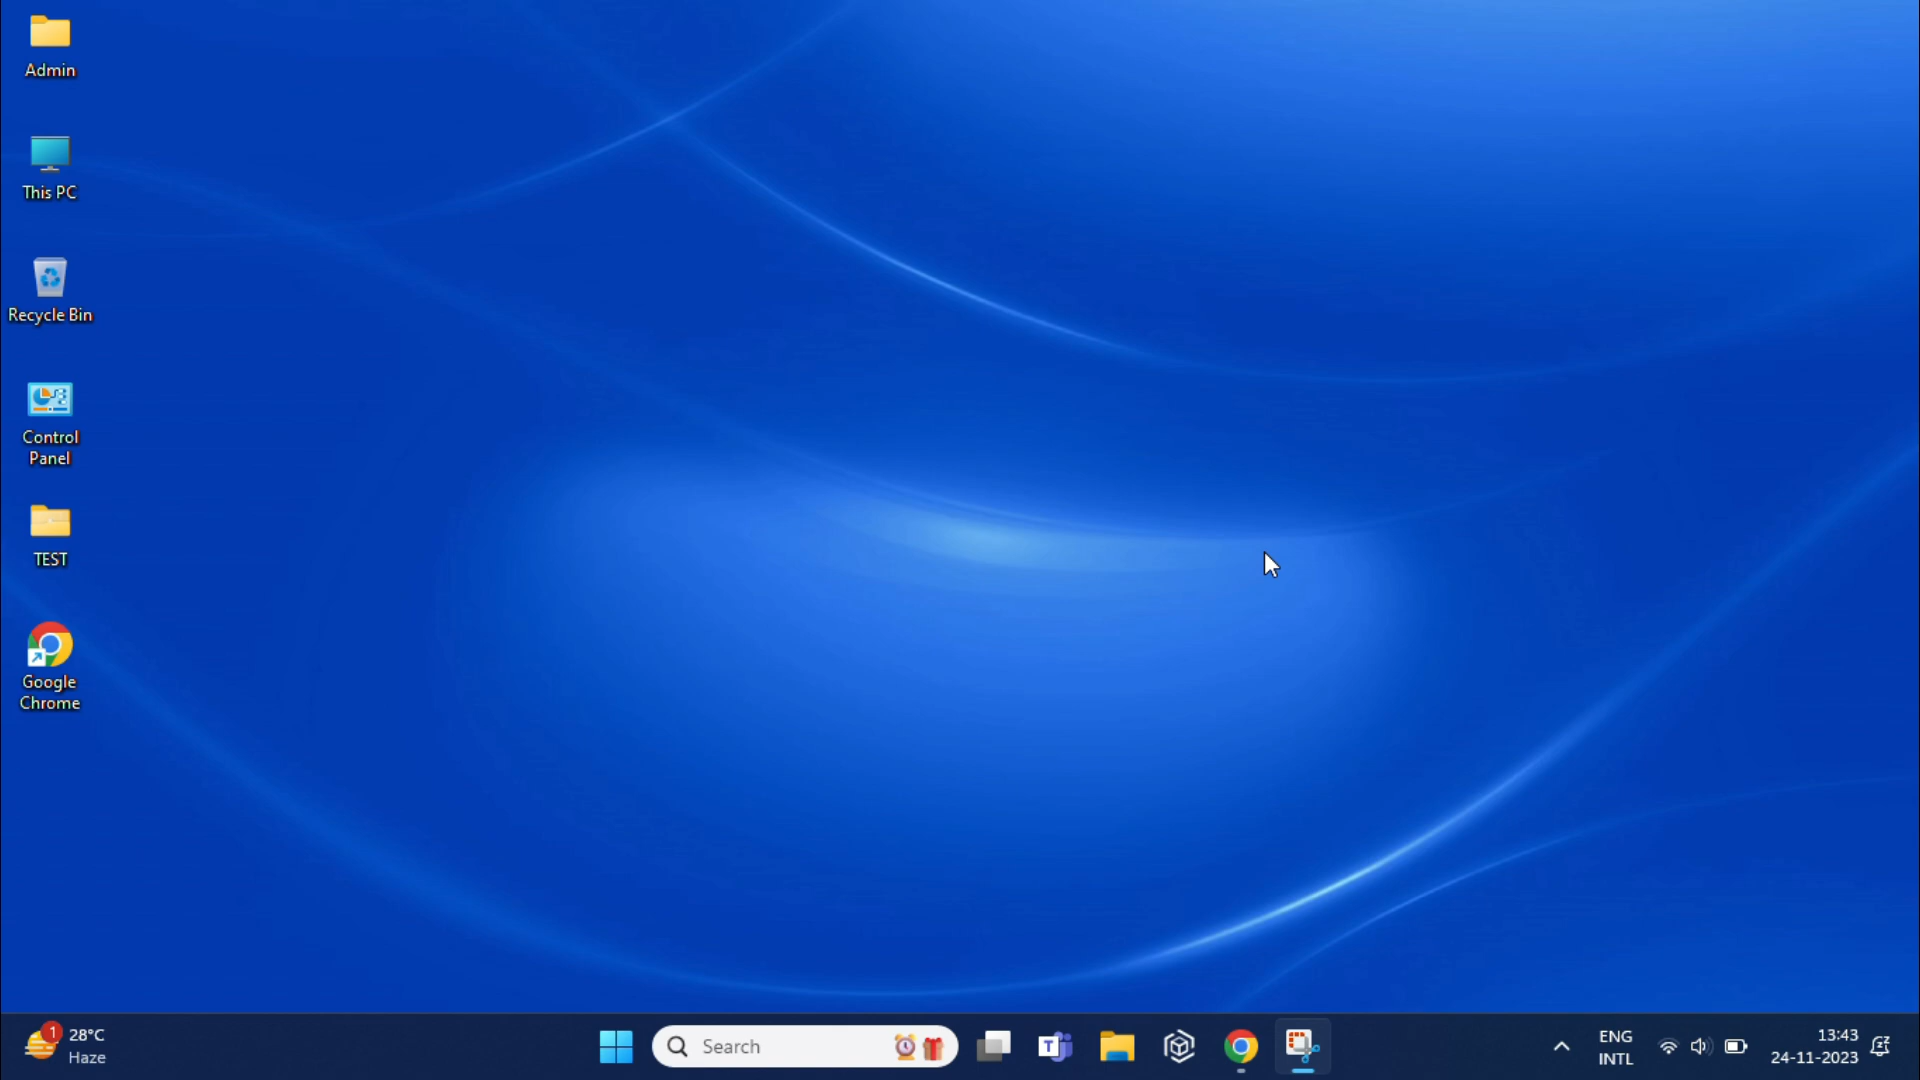 Admin
This PC
Recycle Bin
Control
Panel
TEST
Google
Chrome
1
28°C
Haze
Search
T
ENG
INTL
13:43
24-11-2023